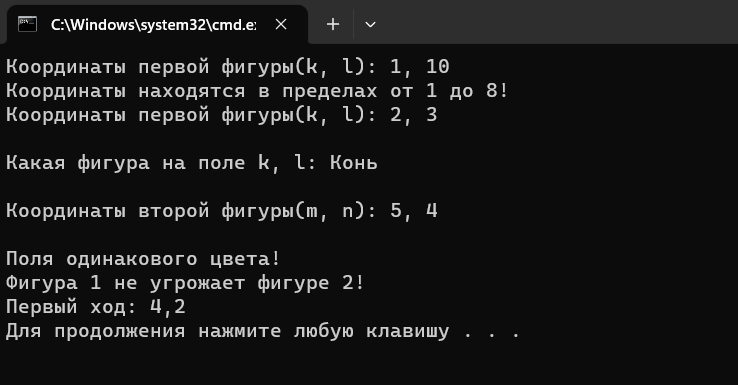 C:\Windows\system32\cmd.e
Координаты первой фигуры(k, l): 1, 10
Координаты находятся в пределах от 1 до 8!
Координаты первой фигуры(k, l): 2, 3
Какая фигура на поле k, l: Конь
Координаты второй фигуры(m, n): 5, 4
Поля одинакового цвета!
Фигура 1 не угрожает фигуре 2!
Первый ход: 4,2
Для продолжения нажмите любую клавишу . . .